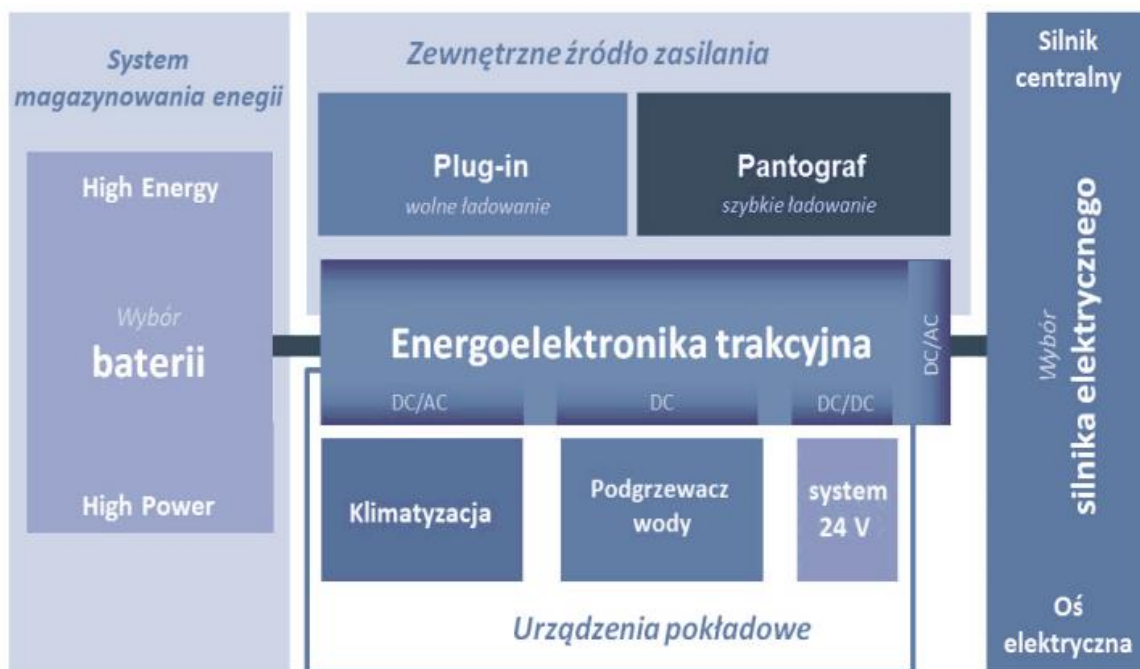 System
magazynowania enegii
High Energy
Wybór
baterii
High Power
Zewnętrzne źródło zasilania
Plug-in
wolne ładowanie
Pantograf
szybkie ładowanie
Energoelektronika trakcyjna
DC/AC
DC/AC
DC
DC/DC
Klimatyzacja
Podgrzewacz
wody
system
24 V
Urządzenia pokładowe
Silnik
centralny
Wybór
silnika elektrycznego
Oś
elektryczna